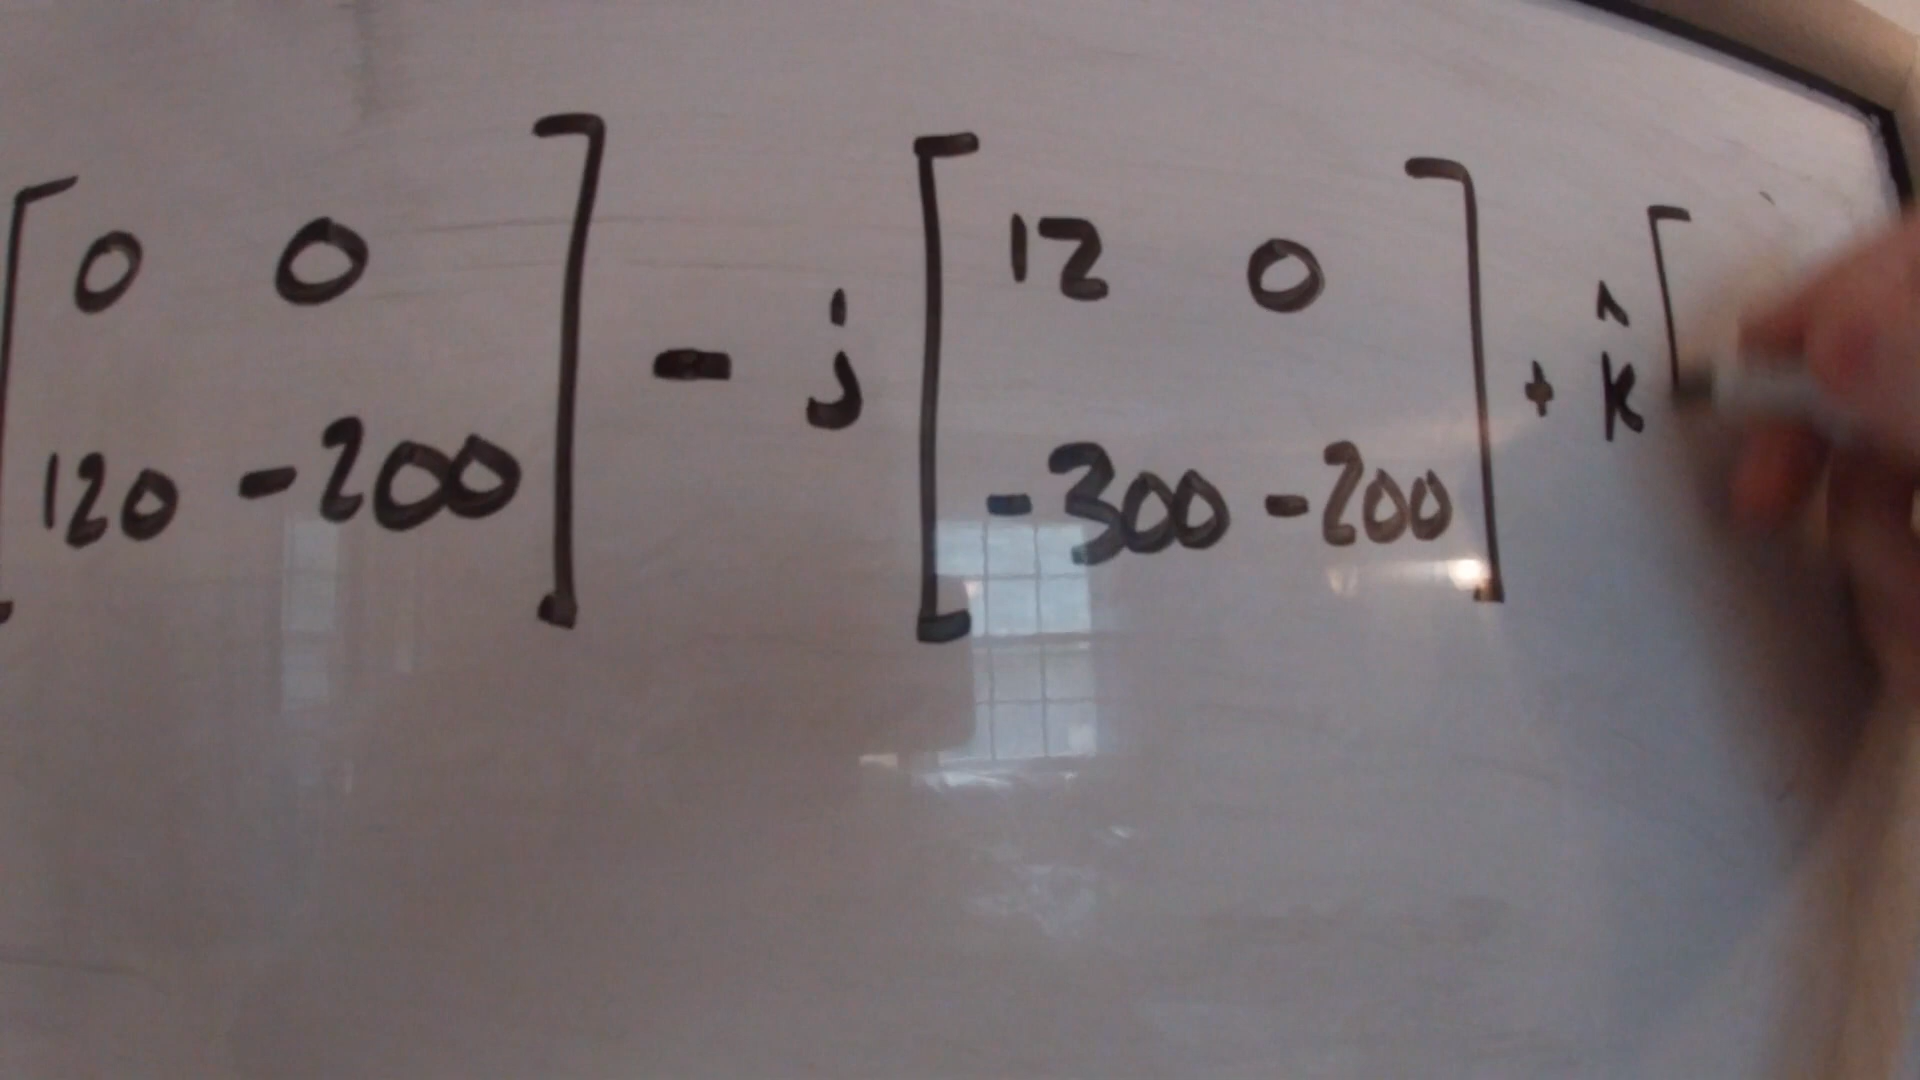 [0 0] - j [12 0] + k̂ [
[120 -200] [-300 -200]